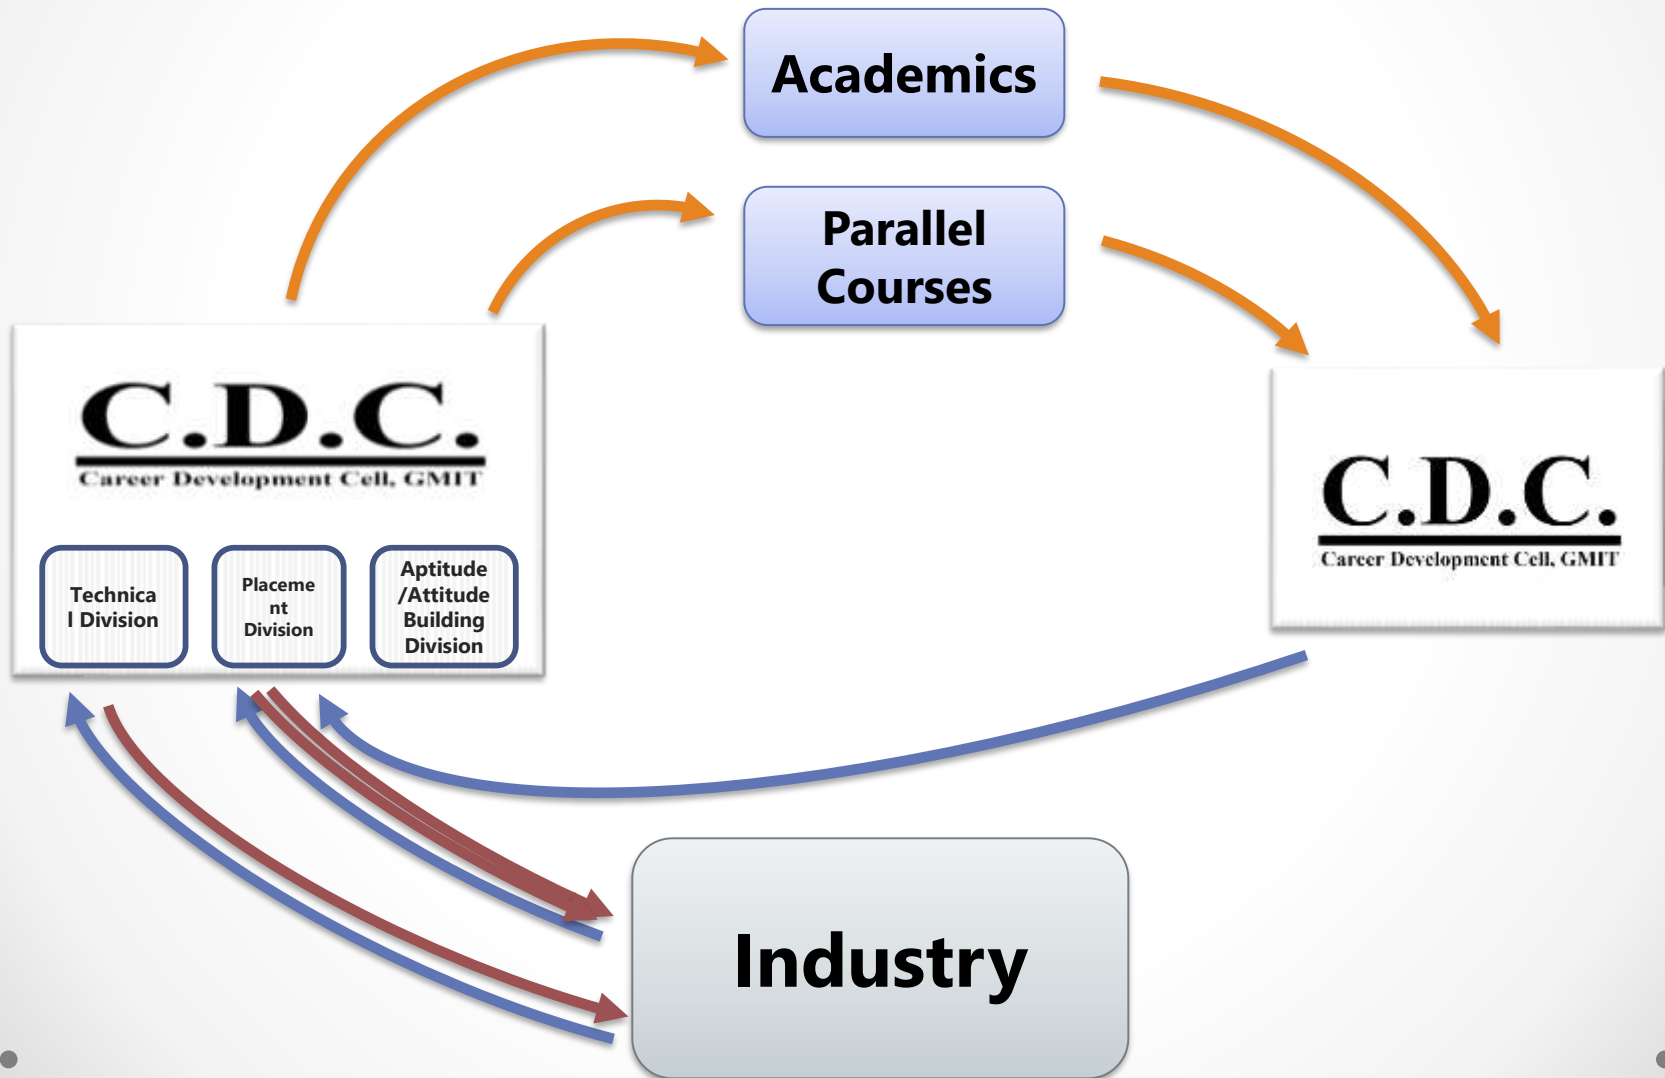 Academics
Parallel
Courses
C.D.C.
Career Development Cell, GMIT
Technica
l Division
Placeme
nt
Division
Aptitude
/Attitude
Building
Division
C.D.C.
Career Development Cell, GMIT
Industry